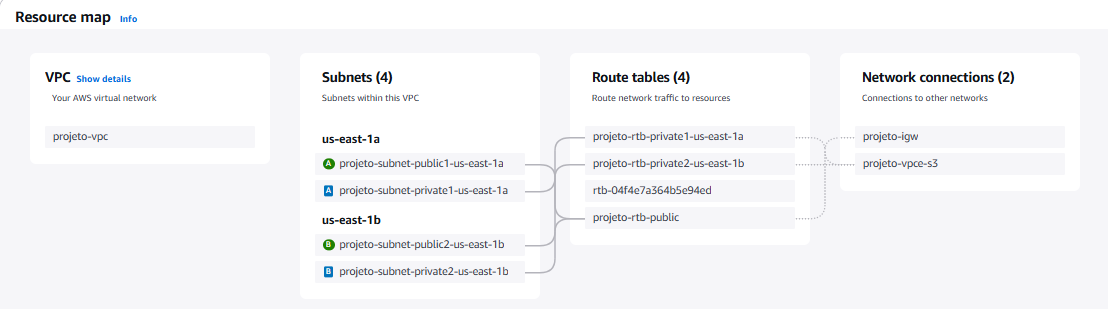 Resource map Info
VPC Show details
Your AWS virtual network
projeto-vpc
Subnets (4)
Subnets within this VPC
us-east-1a
A projeto-subnet-public1-us-east-1a
A projeto-subnet-private1-us-east-1a
us-east-1b
B projeto-subnet-public2-us-east-1b
B projeto-subnet-private2-us-east-1b
Route tables (4)
Route network traffic to resources
projeto-rtb-private1-us-east-1a
projeto-rtb-private2-us-east-1b
rtb-04f4e7a364b5e94ed
projeto-rtb-public
Network connections (2)
Connections to other networks
projeto-igw
projeto-vpce-s3